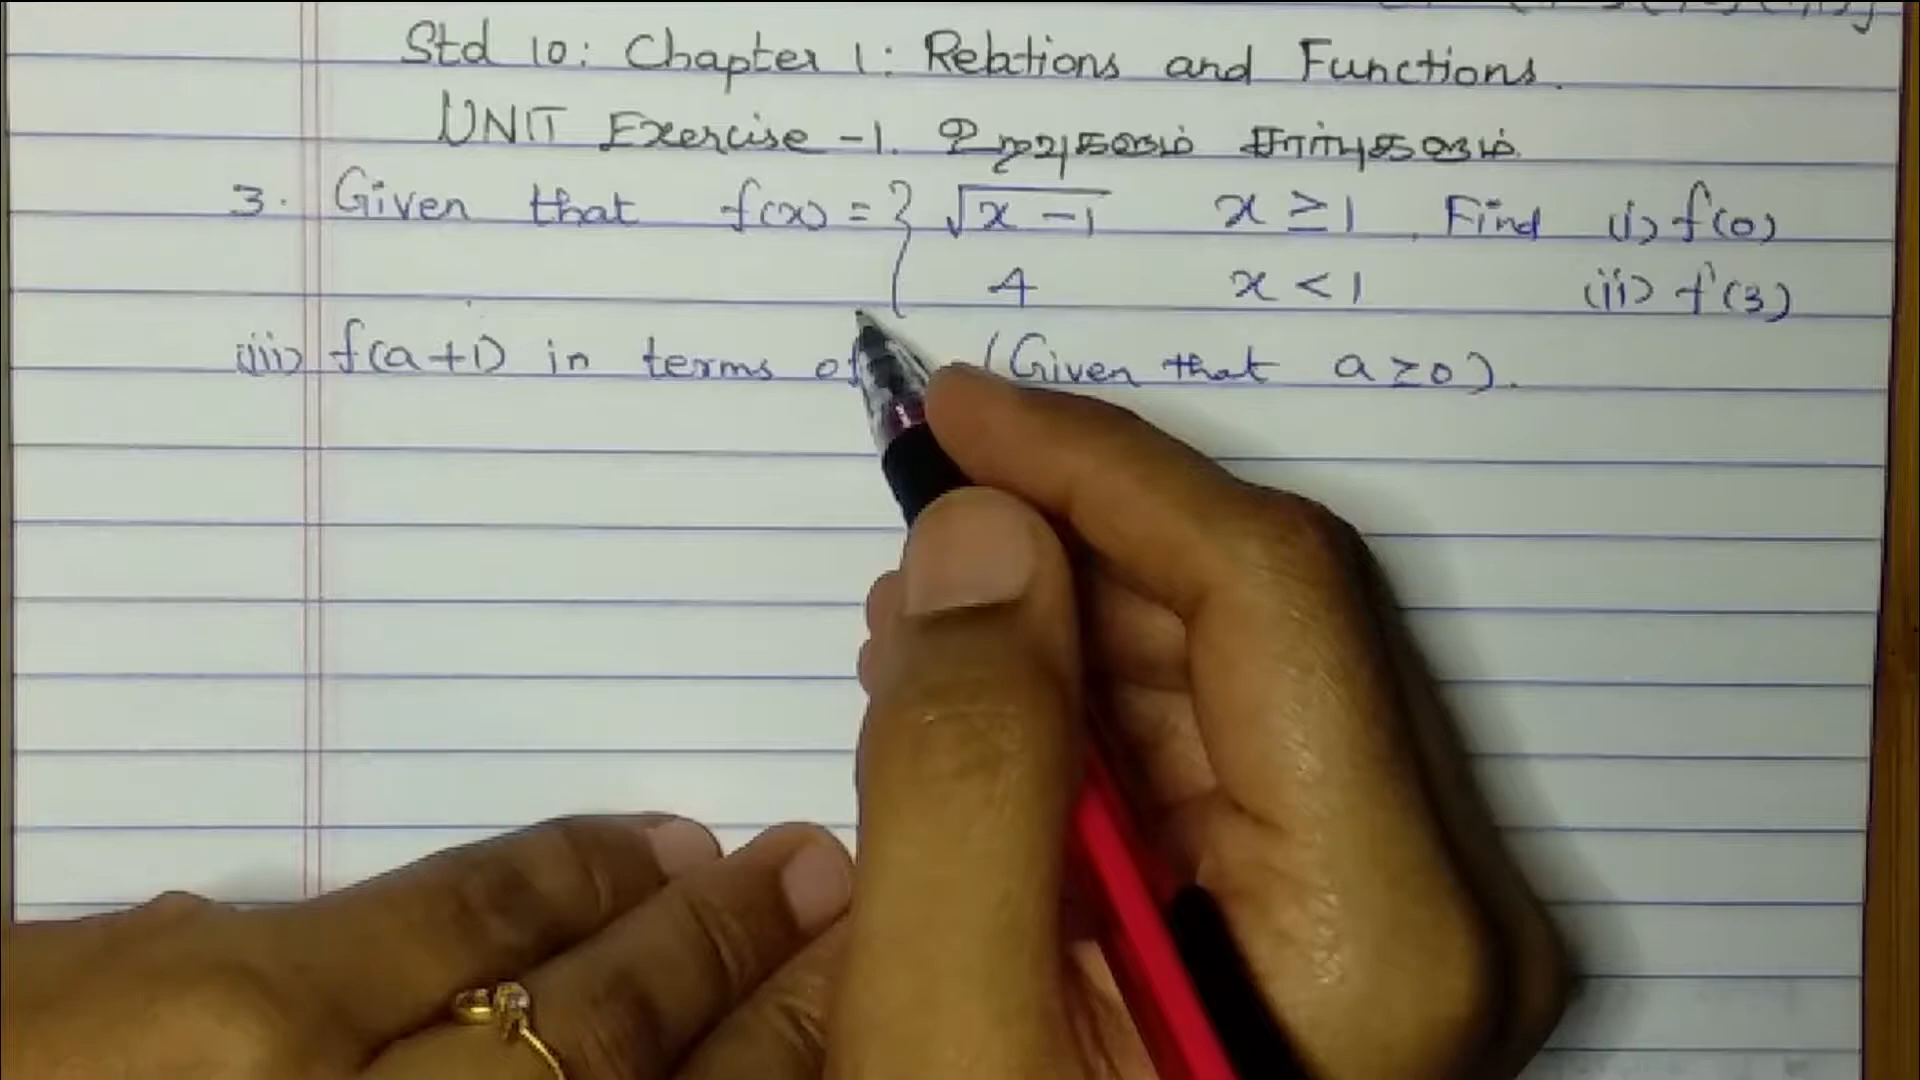 Std 10: Chapter 1: Relations and Functions.
UNIT Exercise -1. உறவுகளும் சார்புகளும்.
3. Given that f(x) = { √x-1 x ≥ 1. Find (i) f(0)
4 x < 1 (ii) f(3)
(iii) f(a+1) in terms of (Given that a ≥ 0).